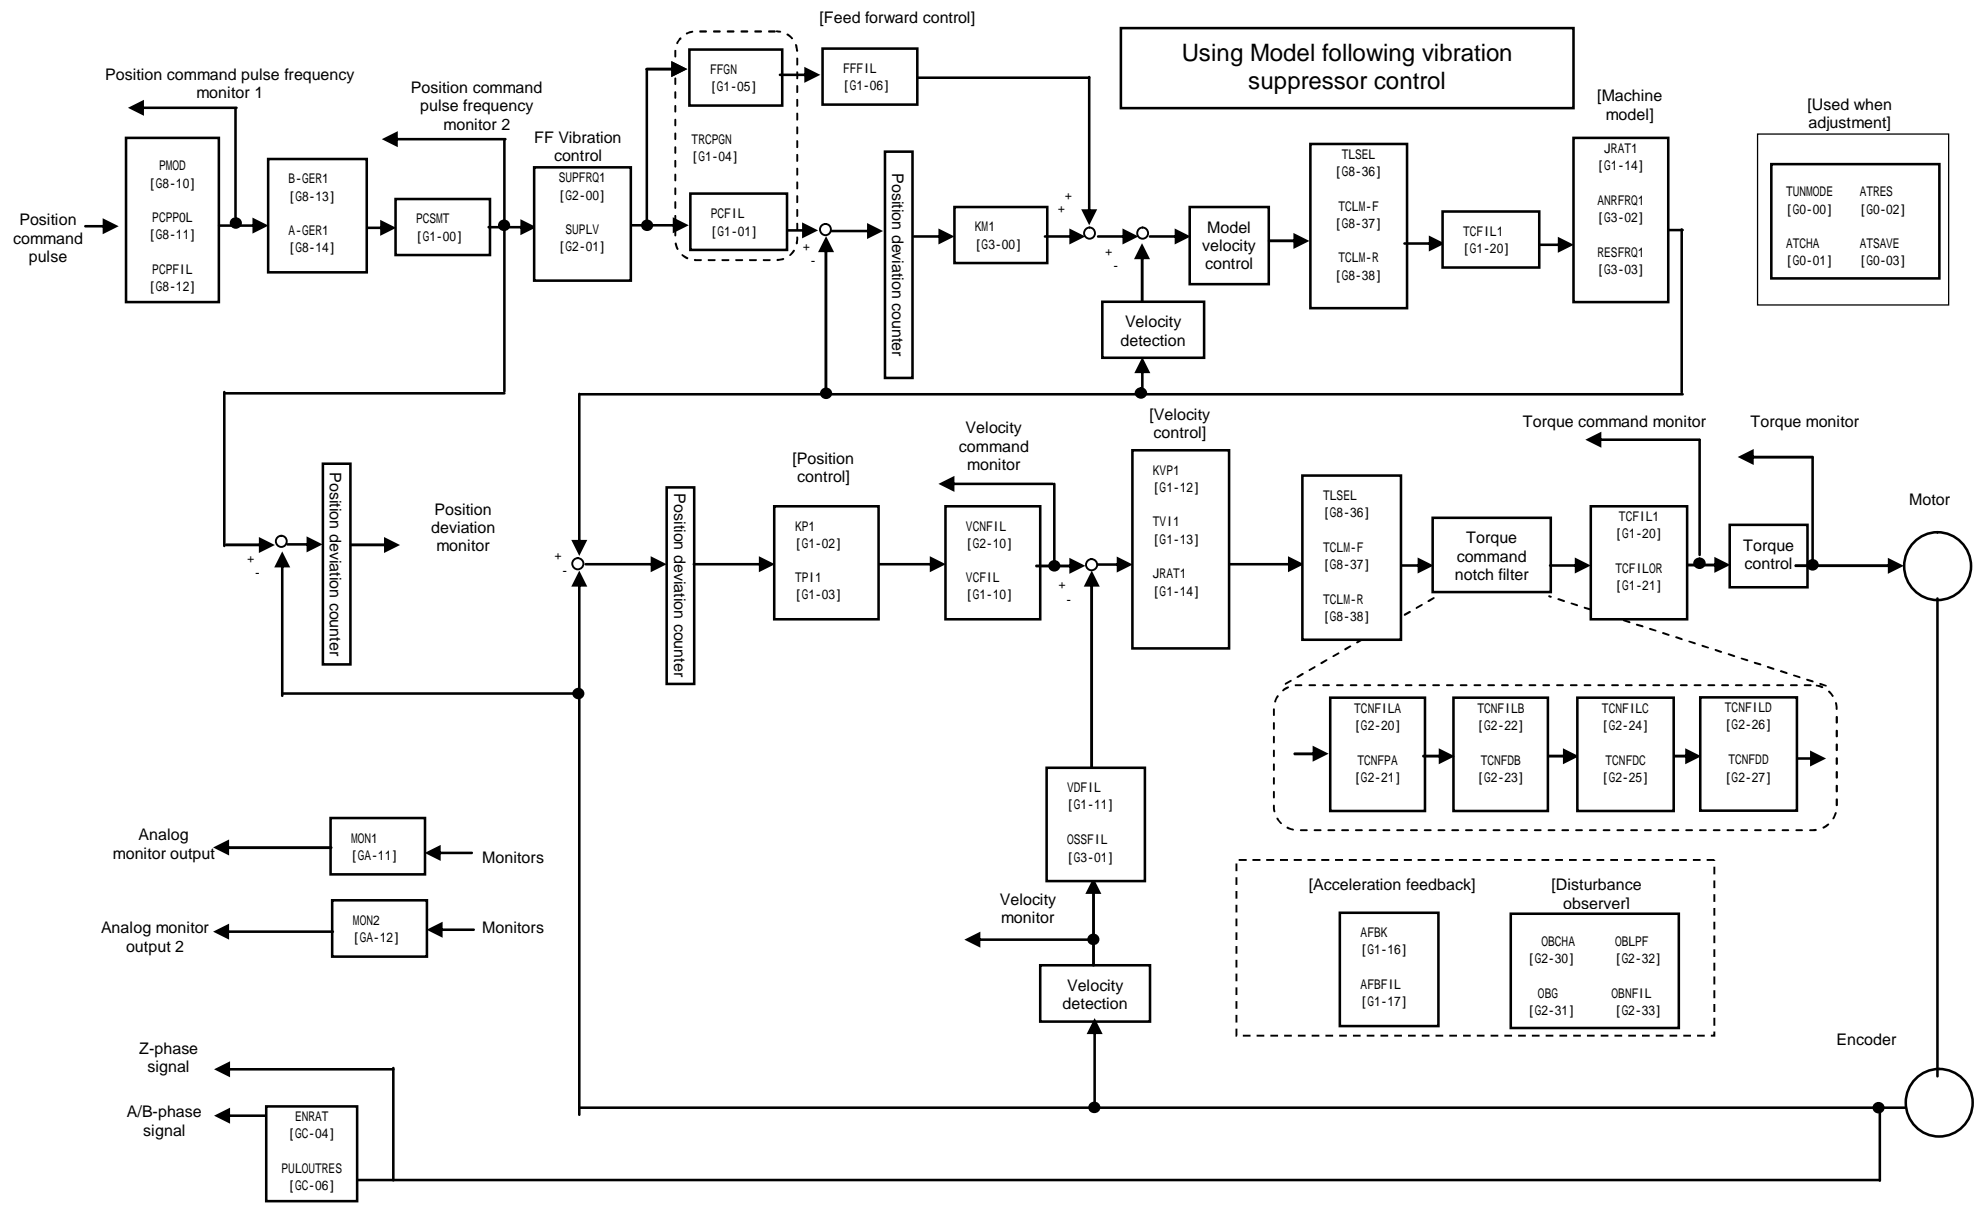 [Feed forward control]
Using Model following vibration
suppressor control
Position command pulse frequency
monitor 1
Position command
pulse frequency
monitor 2
FF Vibration
control
[Machine
model]
[Used when
adjustment]
Position
command
pulse
PMOD
[G8-10]
PCPPOL
[G8-11]
PCPFIL
[G8-12]
B-GER1
[G8-13]
A-GER1
[G8-14]
PCSMT
[G1-00]
SUPFRQ1
[G2-00]
SUPLV
[G2-01]
FFGN
[G1-05]
TRCPGN
[G1-04]
PCFIL
[G1-01]
FFFIL
[G1-06]
+
-
Position deviation counter
KM1
[G3-00]
+
+
+
-
Model
velocity
control
Velocity
detection
TLSEL
[G8-36]
TCLM-F
[G8-37]
TCLM-R
[G8-38]
TCFIL1
[G1-20]
JRAT1
[G1-14]
ANRFRQ1
[G3-02]
RESFRQ1
[G3-03]
TUNMODE
[G0-00]
ATRES
[G0-02]
ATCHA
[G0-01]
ATSAVE
[G0-03]
+
-
Position deviation counter
Position
deviation
monitor
+
-
Position deviation counter
[Position
control]
KP1
[G1-02]
TPI1
[G1-03]
Velocity
command
monitor
VCNFIL
[G2-10]
VCFIL
[G1-10]
+
-
[Velocity
control]
KVP1
[G1-12]
TVI1
[G1-13]
JRAT1
[G1-14]
TLSEL
[G8-36]
TCLM-F
[G8-37]
TCLM-R
[G8-38]
Torque
command
notch filter
Torque command monitor
TCFIL1
[G1-20]
TCFILOR
[G1-21]
Torque monitor
Torque
control
Motor
TCNFILA
[G2-20]
TCNFPA
[G2-21]
TCNFILB
[G2-22]
TCNFDB
[G2-23]
TCNFILC
[G2-24]
TCNFDC
[G2-25]
TCNFILD
[G2-26]
TCNFDD
[G2-27]
VDFIL
[G1-11]
OSSFIL
[G3-01]
Velocity
monitor
Velocity
detection
[Acceleration feedback]
AFBK
[G1-16]
AFBFIL
[G1-17]
[Disturbance
observer]
OBCHA
[G2-30]
OBLPF
[G2-32]
OBG
[G2-31]
OBNFIL
[G2-33]
Analog
monitor output
MON1
[GA-11]
Monitors
Analog monitor
output 2
MON2
[GA-12]
Monitors
Encoder
Z-phase
signal
A/B-phase
signal
ENRAT
[GC-04]
PULOUTRES
[GC-06]